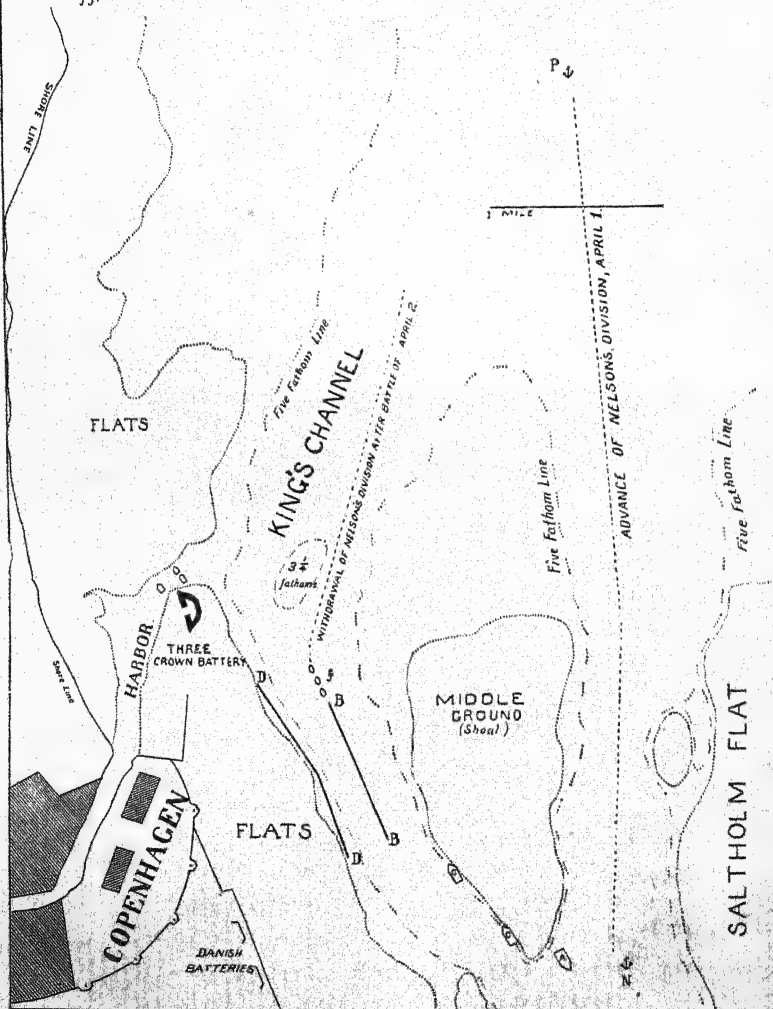 P
SHORE LINE
1 MILE
ADVANCE OF NELSONS, DIVISION, APRIL 1.
Five Fathom Line
KING'S CHANNEL
WITHDRAWAL OF NELSONS DIVISION AFTER BATTLE OF APRIL 2
FLATS
Five Fathom Line
Five Fathom Line
3
fathoms
HARBOR
THREE
CROWN BATTERY
D
B
Shore Line
MIDDLE
GROUND
(Shoal)
SALTHOLM FLAT
COPENHAGEN
FLATS
B
D
DANISH
BATTERIES
N